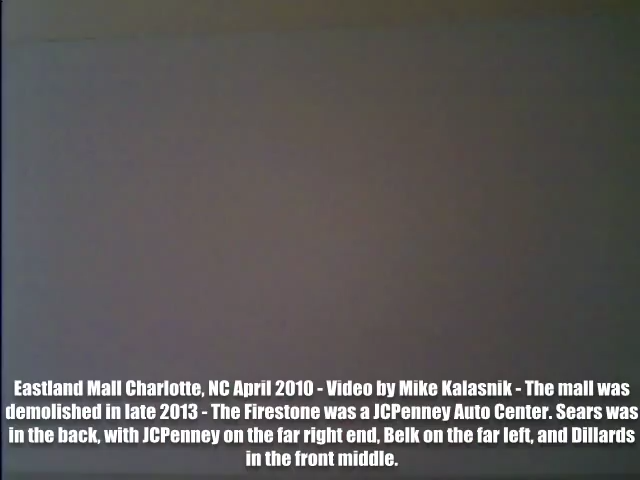 Eastland Mall Charlotte, NC April 2010 - Video by Mike Kalasnik - The mall was
demolished in late 2013 - The Firestone was a JCPenney Auto Center. Sears was
in the back, with JCPenney on the far right end, Belk on the far left, and Dillards
in the front middle.